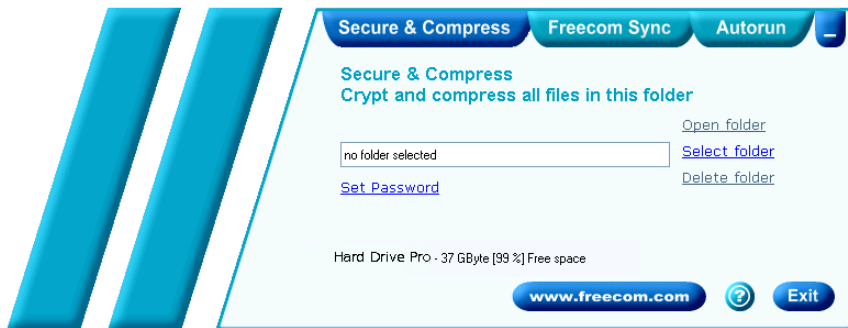 Secure & Compress Freecom Sync Autorun _
Secure & Compress
Crypt and compress all files in this folder
Open folder
no folder selected Select folder
Set Password Delete folder
Hard Drive Pro - 37 GByte [99 %] Free space
www.freecom.com ? Exit